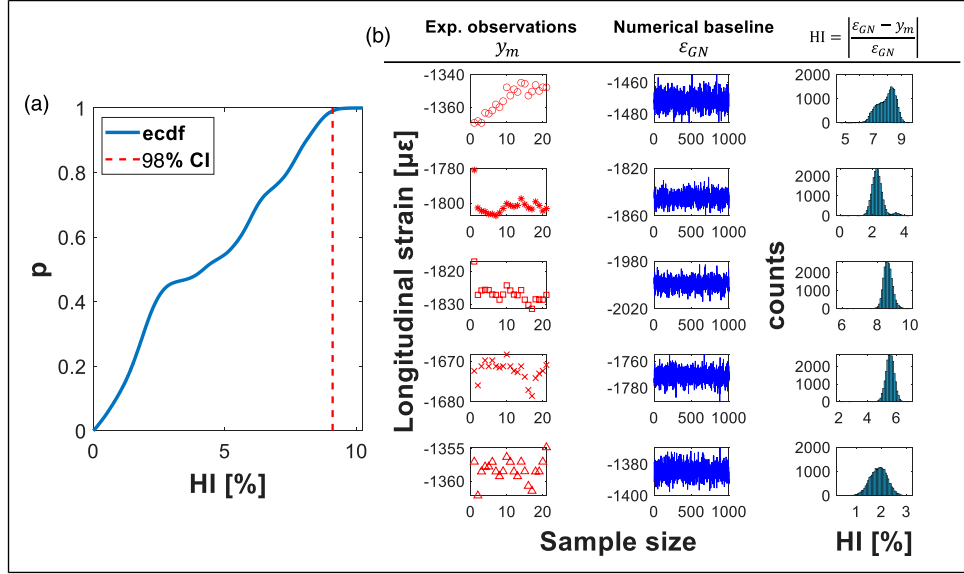 (a)
1
0.8
0.6
0.4
0.2
0
p
ecdf
98% CI
0 5 10
HI [%]
(b)
Exp. observations Numerical baseline HI = |(ε_GN − y_m) / ε_GN|
y_m ε_GN
Longitudinal strain [με]
counts
-1340 -1460 2000
-1360 -1480 1000
0
0 10 20 0 500 1000 5 7 9
-1780 -1820 2000
-1800 1000
-1860 0
0 10 20 0 500 1000 0 2 4
-1820 -1980 2000
1000
-1830 -2020 0
0 10 20 0 500 1000 6 8 10
-1670 -1760 2000
-1780 1000
-1680 0
0 10 20 0 500 1000 2 4 6
-1355 2000
-1380 1000
-1360
-1400 0
0 10 20 0 500 1000 1 2 3
Sample size HI [%]